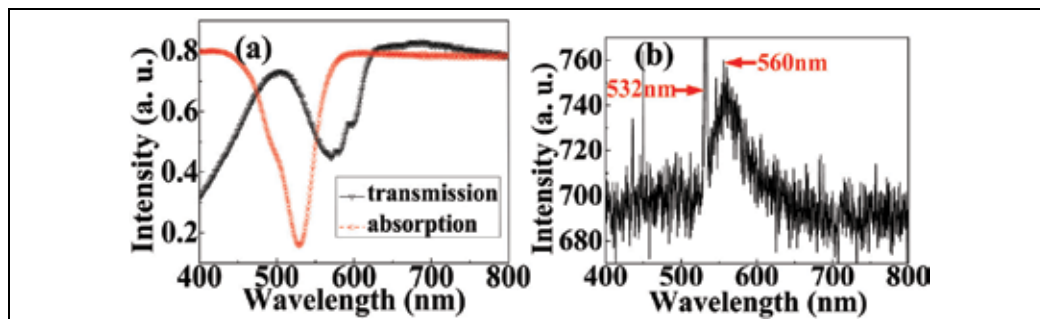 (a)
0.8
0.6
0.4
0.2
Intensity (a. u.)
transmission
absorption
400 500 600 700 800
Wavelength (nm)
(b)
760
740
720
700
680
Intensity (a. u.)
560nm
532nm
400 500 600 700 800
Wavelength (nm)